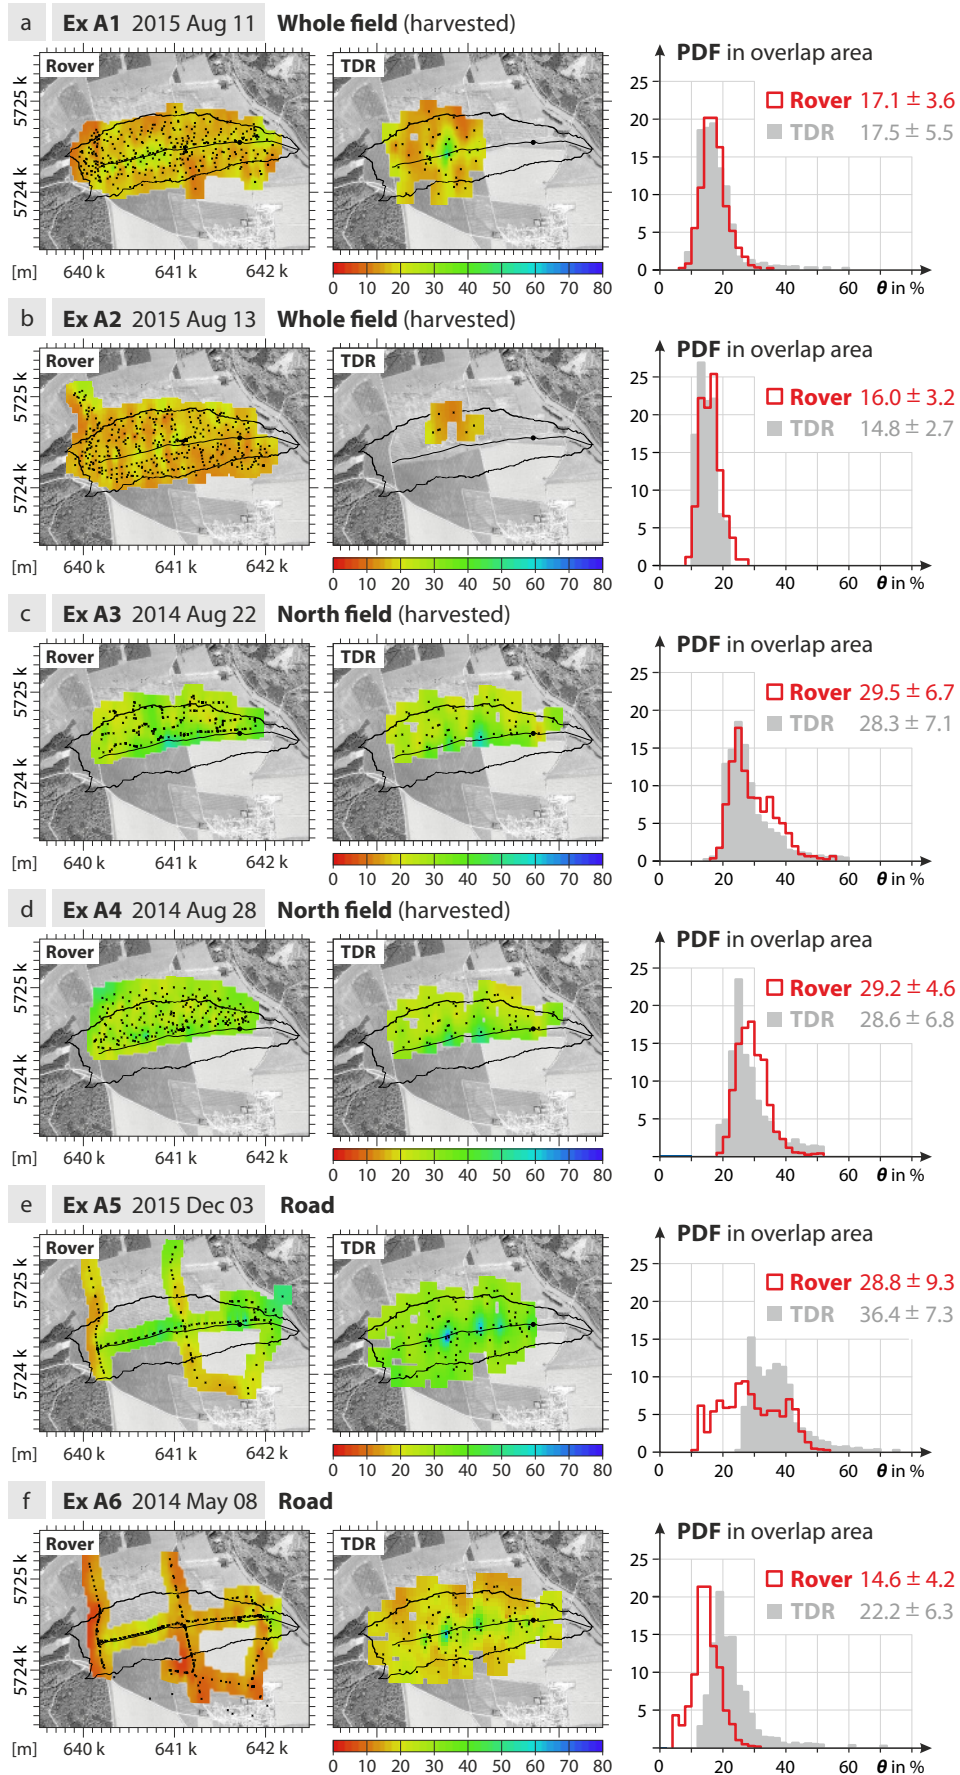 a Ex A1 2015 Aug 11 Whole field (harvested)
Rover
TDR
PDF in overlap area
5725 k
5724 k
25
20
15
10
5
0
Rover 17.1 ± 3.6
TDR 17.5 ± 5.5
[m] 640 k 641 k 642 k
0 10 20 30 40 50 60 70 80
0 20 40 60 θ in %
b Ex A2 2015 Aug 13 Whole field (harvested)
Rover
TDR
PDF in overlap area
5725 k
5724 k
25
20
15
10
5
0
Rover 16.0 ± 3.2
TDR 14.8 ± 2.7
[m] 640 k 641 k 642 k
0 10 20 30 40 50 60 70 80
0 20 40 60 θ in %
c Ex A3 2014 Aug 22 North field (harvested)
Rover
TDR
PDF in overlap area
5725 k
5724 k
25
20
15
10
5
0
Rover 29.5 ± 6.7
TDR 28.3 ± 7.1
[m] 640 k 641 k 642 k
0 10 20 30 40 50 60 70 80
0 20 40 60 θ in %
d Ex A4 2014 Aug 28 North field (harvested)
Rover
TDR
PDF in overlap area
5725 k
5724 k
25
20
15
10
5
Rover 29.2 ± 4.6
TDR 28.6 ± 6.8
[m] 640 k 641 k 642 k
0 10 20 30 40 50 60 70 80
0 20 40 60 θ in %
e Ex A5 2015 Dec 03 Road
Rover
TDR
PDF in overlap area
5725 k
5724 k
25
20
15
10
5
0
Rover 28.8 ± 9.3
TDR 36.4 ± 7.3
[m] 640 k 641 k 642 k
0 10 20 30 40 50 60 70 80
0 20 40 60 θ in %
f Ex A6 2014 May 08 Road
Rover
TDR
PDF in overlap area
5725 k
5724 k
25
20
15
10
5
Rover 14.6 ± 4.2
TDR 22.2 ± 6.3
[m] 640 k 641 k 642 k
0 10 20 30 40 50 60 70 80
0 20 40 60 θ in %